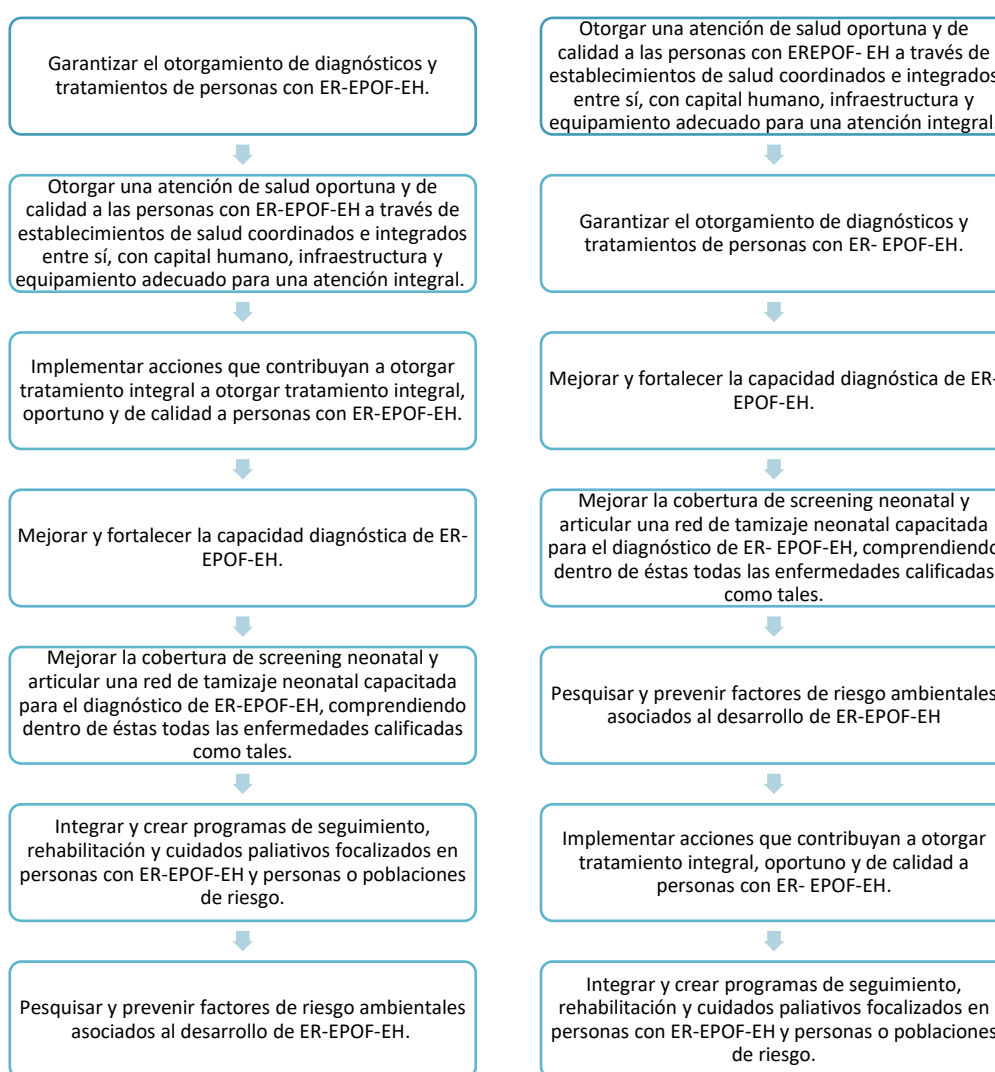 Garantizar el otorgamiento de diagnósticos y
tratamientos de personas con ER-EPOF-EH.
Otorgar una atención de salud oportuna y de
calidad a las personas con ER-EPOF-EH a través de
establecimientos de salud coordinados e integrados
entre sí, con capital humano, infraestructura y
equipamiento adecuado para una atención integral.
Implementar acciones que contribuyan a otorgar
tratamiento integral a otorgar tratamiento integral,
oportuno y de calidad a personas con ER-EPOF-EH.
Mejorar y fortalecer la capacidad diagnóstica de ER-
EPOF-EH.
Mejorar la cobertura de screening neonatal y
articular una red de tamizaje neonatal capacitada
para el diagnóstico de ER-EPOF-EH, comprendiendo
dentro de éstas todas las enfermedades calificadas
como tales.
Integrar y crear programas de seguimiento,
rehabilitación y cuidados paliativos focalizados en
personas con ER-EPOF-EH y personas o poblaciones
de riesgo.
Pesquisar y prevenir factores de riesgo ambientales
asociados al desarrollo de ER-EPOF-EH.
Otorgar una atención de salud oportuna y de
calidad a las personas con EREPOF- EH a través de
establecimientos de salud coordinados e integrados
entre sí, con capital humano, infraestructura y
equipamiento adecuado para una atención integral.
Garantizar el otorgamiento de diagnósticos y
tratamientos de personas con ER- EPOF-EH.
Mejorar y fortalecer la capacidad diagnóstica de ER-
EPOF-EH.
Mejorar la cobertura de screening neonatal y
articular una red de tamizaje neonatal capacitada
para el diagnóstico de ER- EPOF-EH, comprendiendo
dentro de éstas todas las enfermedades calificadas
como tales.
Pesquisar y prevenir factores de riesgo ambientales
asociados al desarrollo de ER-EPOF-EH
Implementar acciones que contribuyan a otorgar
tratamiento integral, oportuno y de calidad a
personas con ER- EPOF-EH.
Integrar y crear programas de seguimiento,
rehabilitación y cuidados paliativos focalizados en
personas con ER-EPOF-EH y personas o poblaciones
de riesgo.